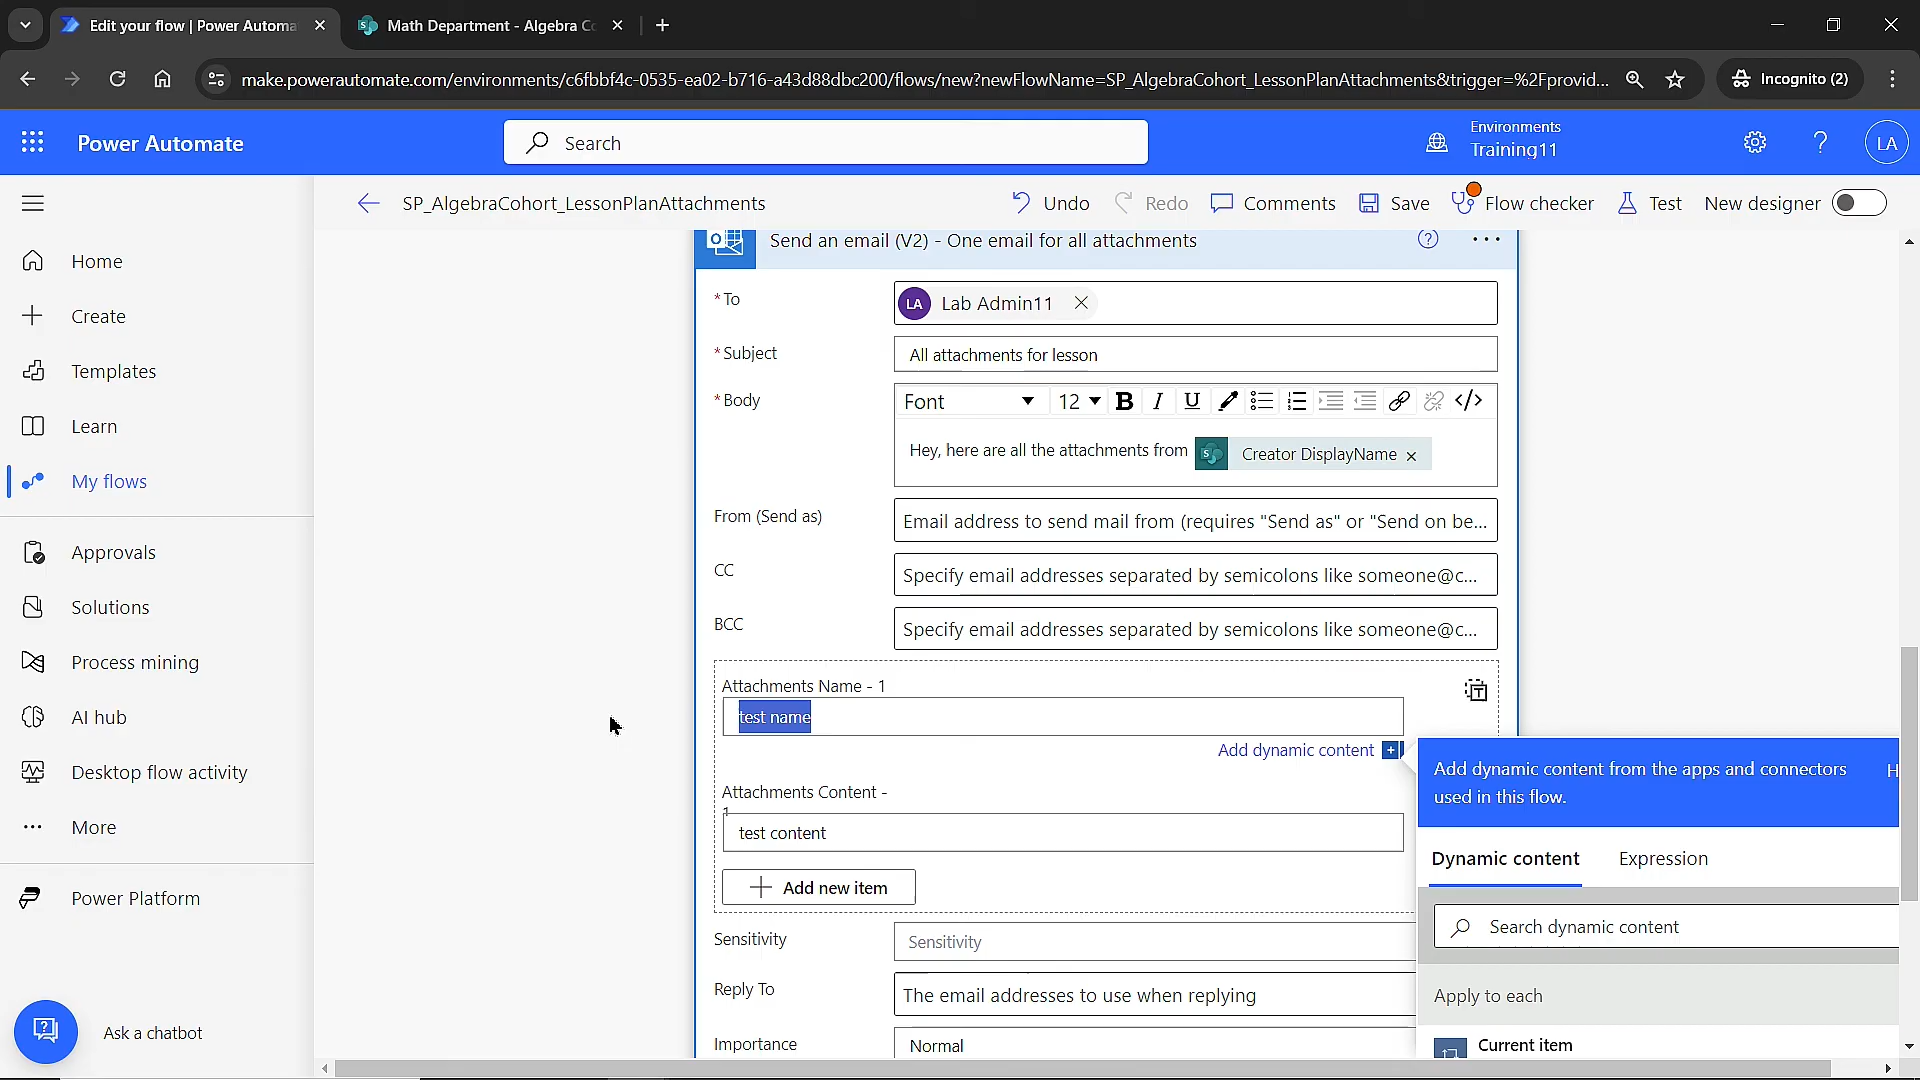 Edit your flow | Power Automa
Math Department - Algebra Co
make.powerautomate.com/environments/c6fbbf4c-0535-ea02-b716-a43d88dbc200/flows/new?newFlowName=SP_AlgebraCohort_LessonPlanAttachments&trigger=%2Fprovid...
Incognito (2)
Power Automate
Search
Environments
Training11
LA
SP_AlgebraCohort_LessonPlanAttachments
Undo
Redo
Comments
Save
Flow checker
Test
New designer
Home
Create
Templates
Learn
My flows
Approvals
Solutions
Process mining
AI hub
Desktop flow activity
More
Power Platform
Ask a chatbot
Send an email (V2) - One email for all attachments
* To
LA Lab Admin11
* Subject
All attachments for lesson
* Body
Font 12
Hey, here are all the attachments from Creator DisplayName
From (Send as)
Email address to send mail from (requires "Send as" or "Send on be...
CC
Specify email addresses separated by semicolons like someone@c...
BCC
Specify email addresses separated by semicolons like someone@c...
Attachments Name - 1
test name
Add dynamic content
Attachments Content -
1
test content
Add new item
Sensitivity
Sensitivity
Reply To
The email addresses to use when replying
Importance
Normal
Add dynamic content from the apps and connectors
used in this flow.
H
Dynamic content
Expression
Search dynamic content
Apply to each
Current item